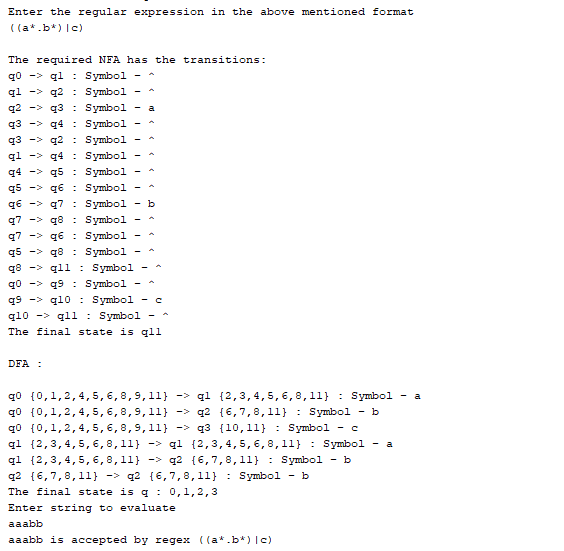 Enter the regular expression in the above mentioned format
((a*.b*)|c)
The required NFA has the transitions:
q0 -> q1 : Symbol - ^
q1 -> q2 : Symbol - ^
q2 -> q3 : Symbol - a
q3 -> q4 : Symbol - ^
q3 -> q2 : Symbol - ^
q1 -> q4 : Symbol - ^
q4 -> q5 : Symbol - ^
q5 -> q6 : Symbol - ^
q6 -> q7 : Symbol - b
q7 -> q8 : Symbol - ^
q7 -> q6 : Symbol - ^
q5 -> q8 : Symbol - ^
q8 -> q11 : Symbol - ^
q0 -> q9 : Symbol - ^
q9 -> q10 : Symbol - c
q10 -> q11 : Symbol - ^
The final state is q11
DFA :
q0 {0,1,2,4,5,6,8,9,11} -> q1 {2,3,4,5,6,8,11} : Symbol - a
q0 {0,1,2,4,5,6,8,9,11} -> q2 {6,7,8,11} : Symbol - b
q0 {0,1,2,4,5,6,8,9,11} -> q3 {10,11} : Symbol - c
q1 {2,3,4,5,6,8,11} -> q1 {2,3,4,5,6,8,11} : Symbol - a
q1 {2,3,4,5,6,8,11} -> q2 {6,7,8,11} : Symbol - b
q2 {6,7,8,11} -> q2 {6,7,8,11} : Symbol - b
The final state is q : 0,1,2,3
Enter string to evaluate
aaabb
aaabb is accepted by regex ((a*.b*)|c)